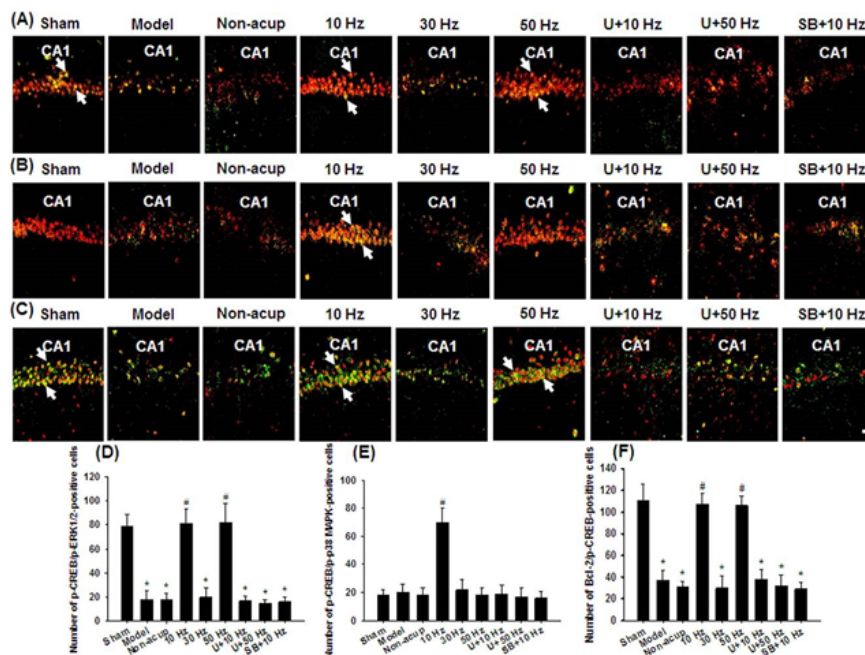 (A) Sham Model Non-acup 10 Hz 30 Hz 50 Hz U+10 Hz U+50 Hz SB+10 Hz
CA1 CA1 CA1 CA1 CA1 CA1 CA1 CA1 CA1
(B) Sham Model Non-acup 10 Hz 30 Hz 50 Hz U+10 Hz U+50 Hz SB+10 Hz
CA1 CA1 CA1 CA1 CA1 CA1 CA1 CA1 CA1
(C) Sham Model Non-acup 10 Hz 30 Hz 50 Hz U+10 Hz U+50 Hz SB+10 Hz
CA1 CA1 CA1 CA1 CA1 CA1 CA1 CA1 CA1
(D)
Number of p-CREB/p-ERK1/2-positive cells
120
100
80
60
40
20
0
# #
* * * * * *
Sham Model Non-acup 10 Hz 30 Hz 50 Hz U+10 Hz U+50 Hz SB+10 Hz
(E)
Number of p-CREB/p-p38 MAPK-positive cells
100
80
60
40
20
0
#
Sham Model Non-acup 10 Hz 30 Hz 50 Hz U+10 Hz U+50 Hz SB+10 Hz
(F)
Number of Bcl-2/p-CREB-positive cells
140
120
100
80
60
40
20
0
# #
* * * * * *
Sham Model Non-acup 10 Hz 30 Hz 50 Hz U+10 Hz U+50 Hz SB+10 Hz